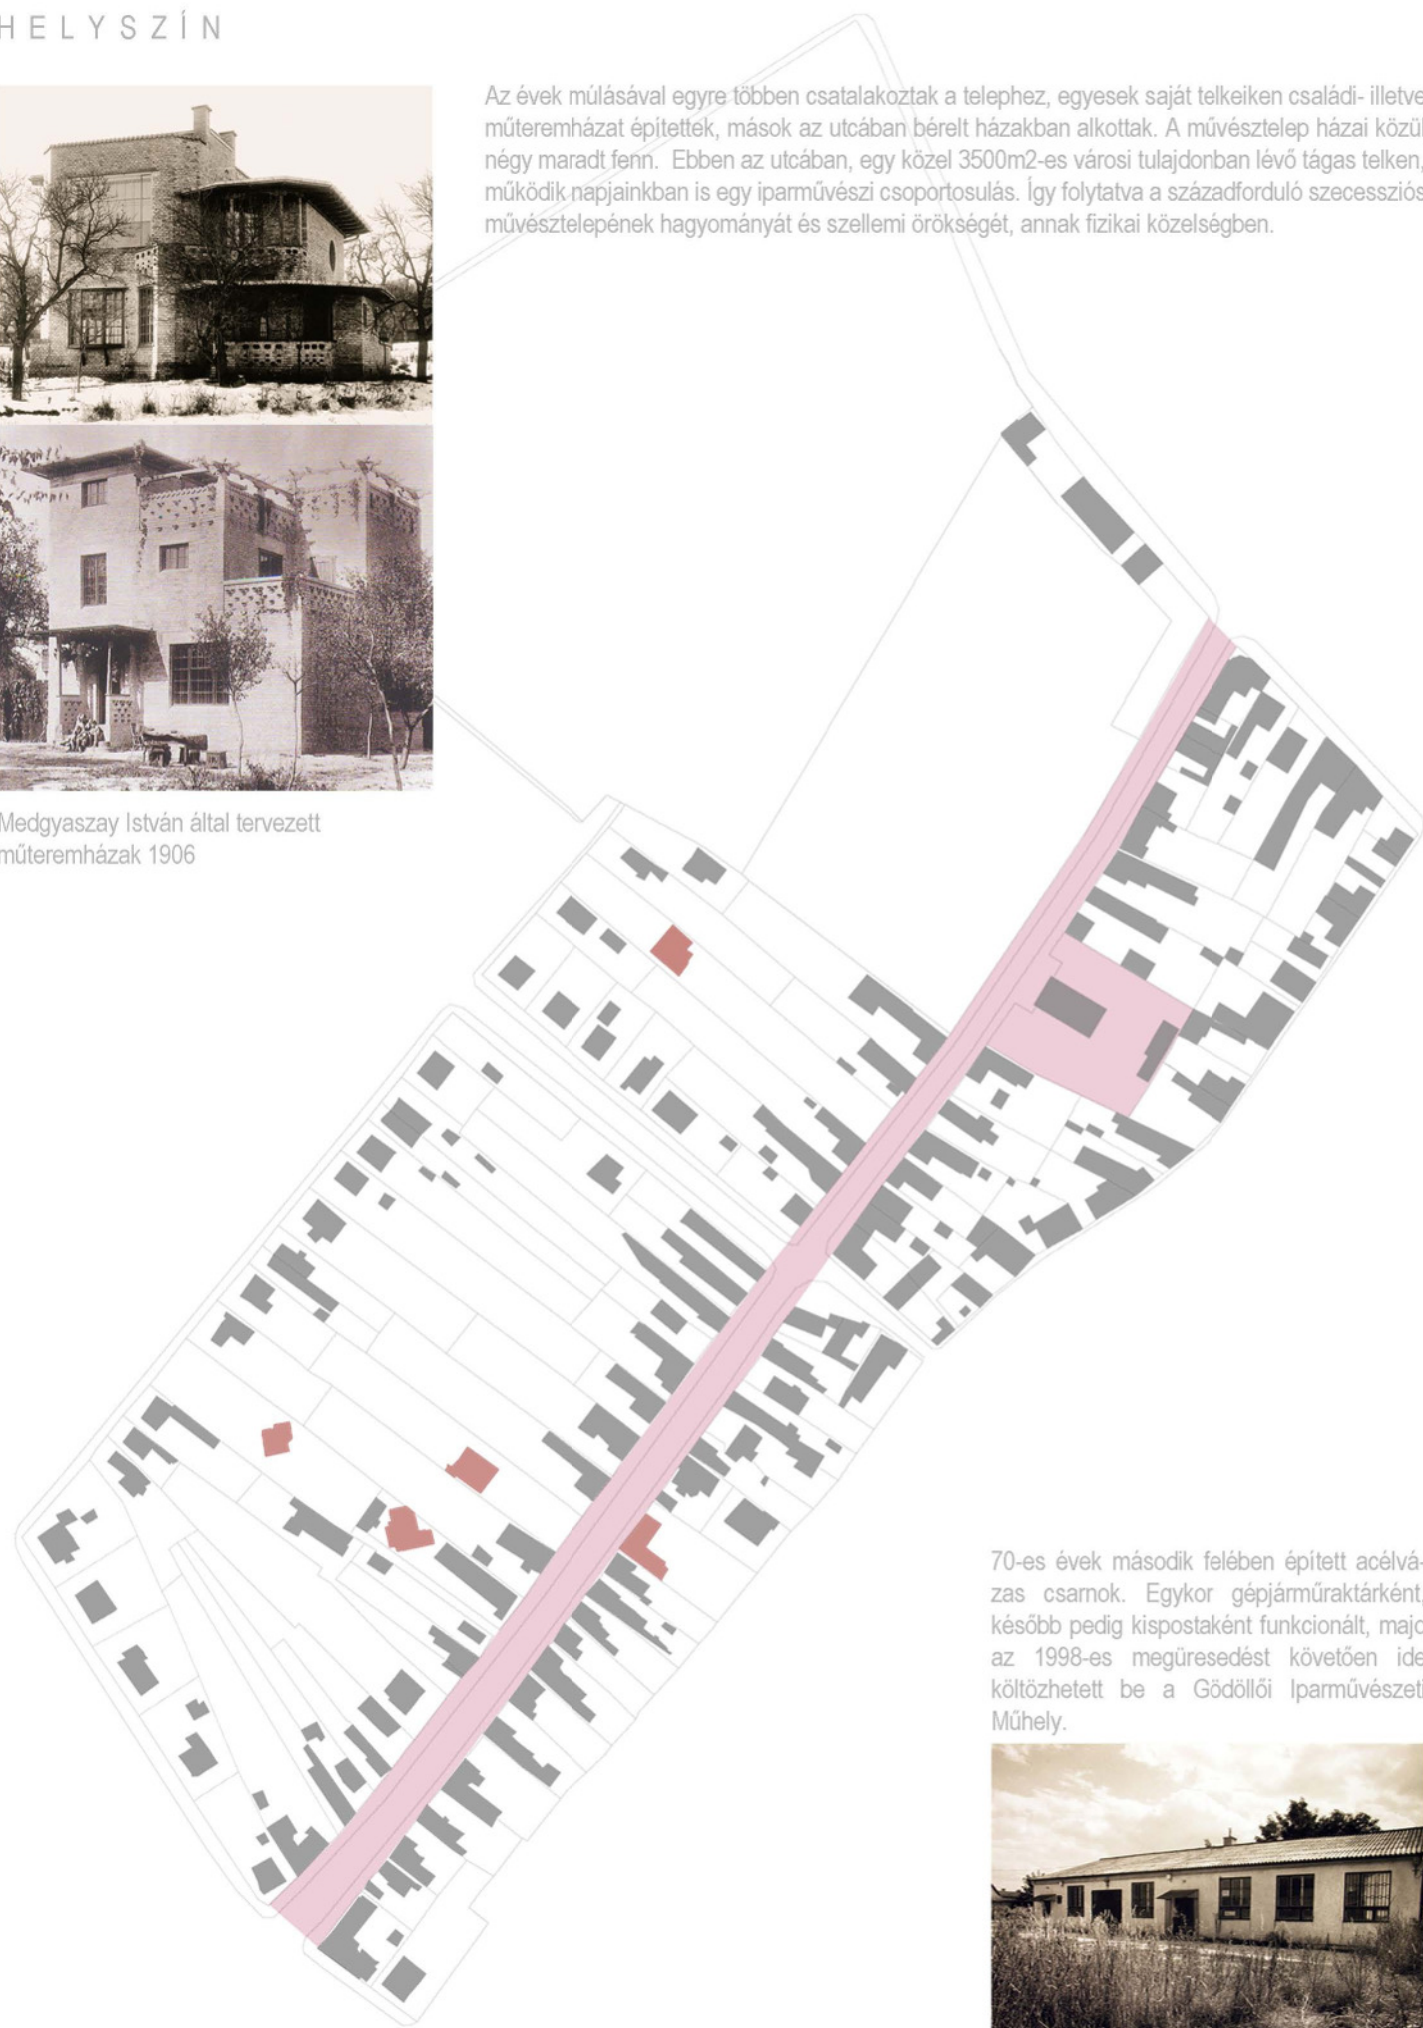 HELYSZÍN
Az évek múlásával egyre többen csatalakoztak a telephez, egyesek saját telkeiken családi- illetve
műteremházat építettek, mások az utcában bérelt házakban alkottak. A művésztelep házai közül
négy maradt fenn. Ebben az utcában, egy közel 3500m2-es városi tulajdonban lévő tágas telken,
működik napjainkban is egy iparművészi csoportosulás. Így folytatva a századforduló szecessziós
művésztelepének hagyományát és szellemi örökségét, annak fizikai közelségben.
Medgyaszay István által tervezett
műteremházak 1906
70-es évek második felében épített acélvá-
zas csarnok. Egykor gépjárműraktárként,
később pedig kispostaként funkcionált, majd
az 1998-es megüresedést követően ide
költözhetett be a Gödöllői Iparművészeti
Műhely.